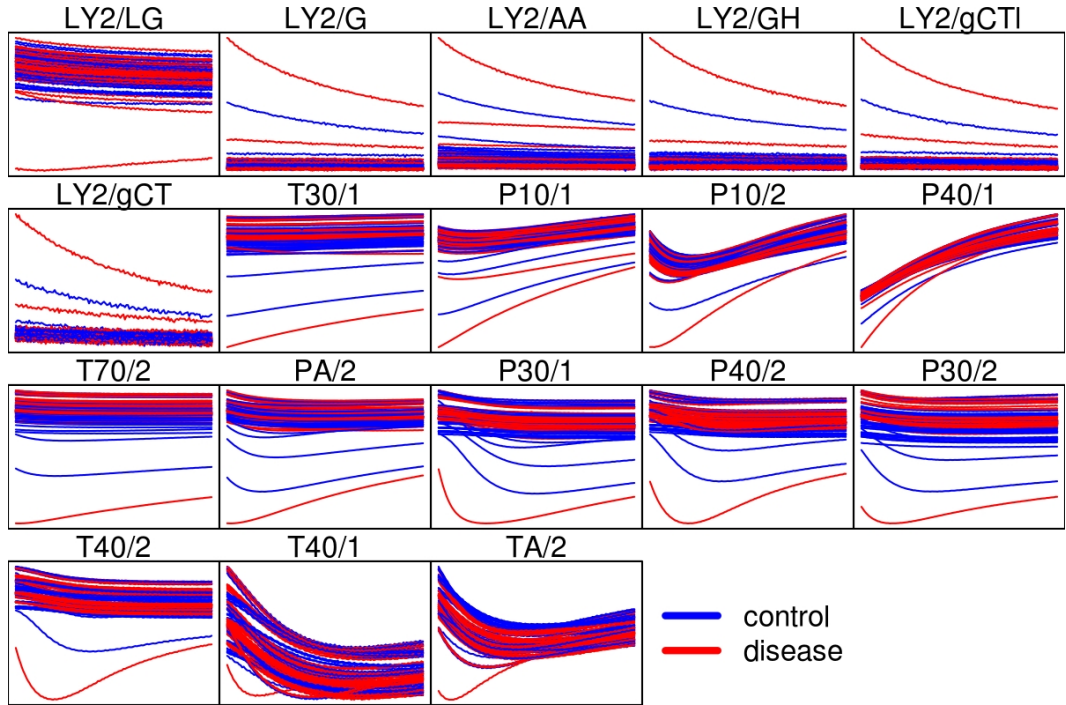 LY2/LG LY2/G LY2/AA LY2/GH LY2/gCTl
LY2/gCT T30/1 P10/1 P10/2 P40/1
T70/2 PA/2 P30/1 P40/2 P30/2
T40/2 T40/1 TA/2
control
disease